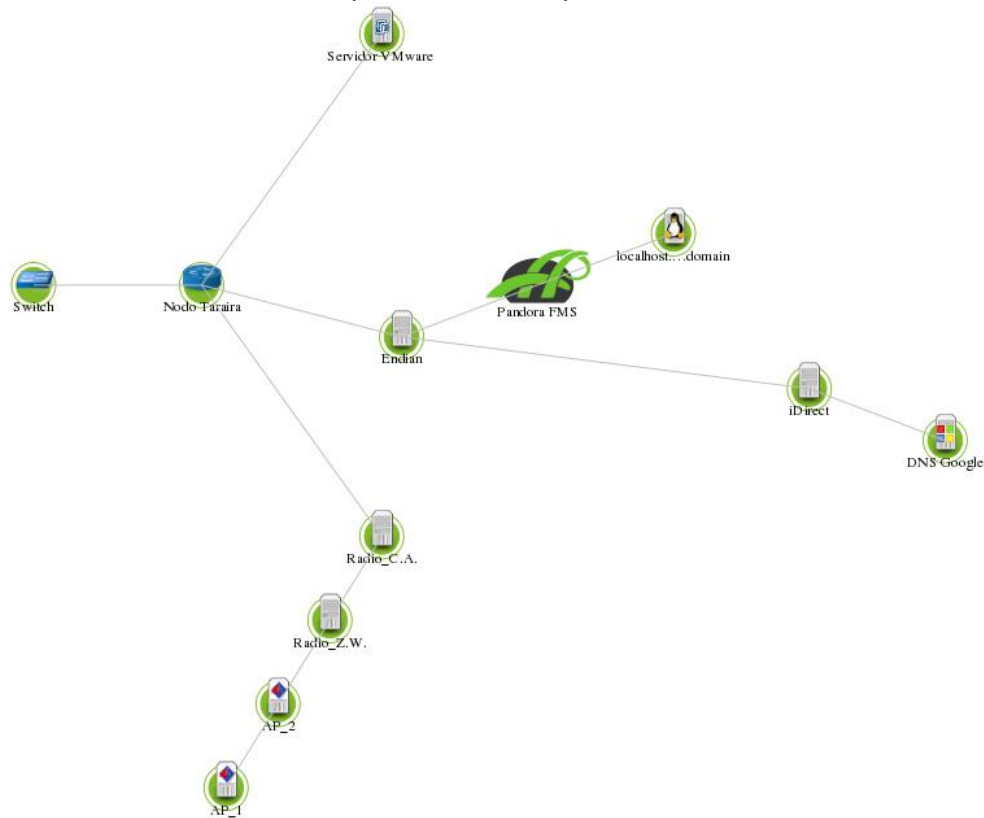 Servidor VMware
localhost....domain
Switch
Nodo Taraira
Pandora FMS
Endian
iDirect
DNS Google
Radio_C.A.
Radio_Z.W.
AP_2
AP_1